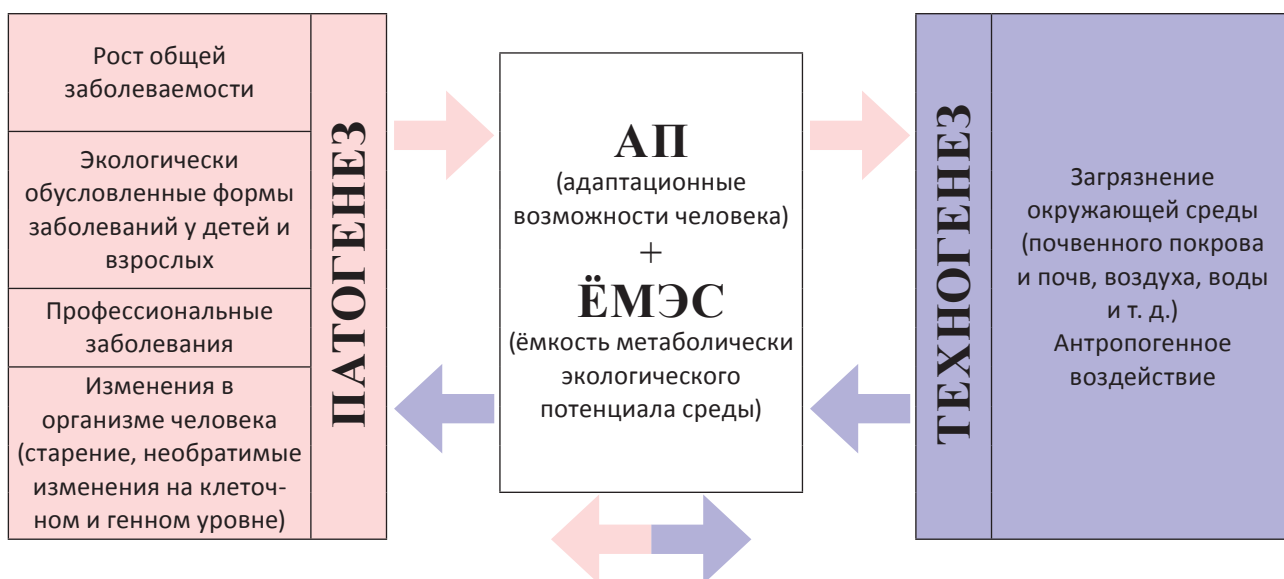 Рост общей
заболеваемости
Экологически
обусловленные формы
заболеваний у детей и
взрослых
Профессиональные
заболевания
Изменения в
организме человека
(старение, необратимые
изменения на клеточ-
ном и генном уровне)
ПАТОГЕНЕЗ
АП
(адаптационные
возможности человека)
+
ЁМЭС
(ёмкость метаболически
экологического
потенциала среды)
ТЕХНОГЕНЕЗ
Загрязнение
окружающей среды
(почвенного покрова
и почв, воздуха, воды
и т. д.)
Антропогенное
воздействие